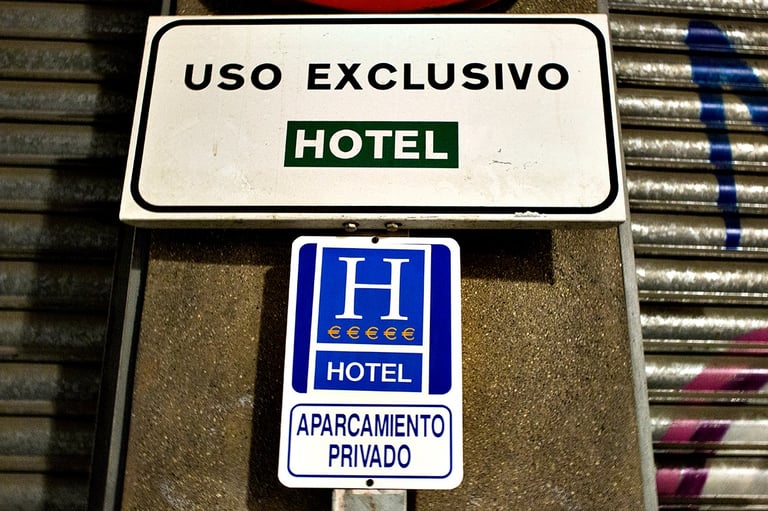 USO EXCLUSIVO
HOTEL
H
€€€€€
HOTEL
APARCAMIENTO
PRIVADO